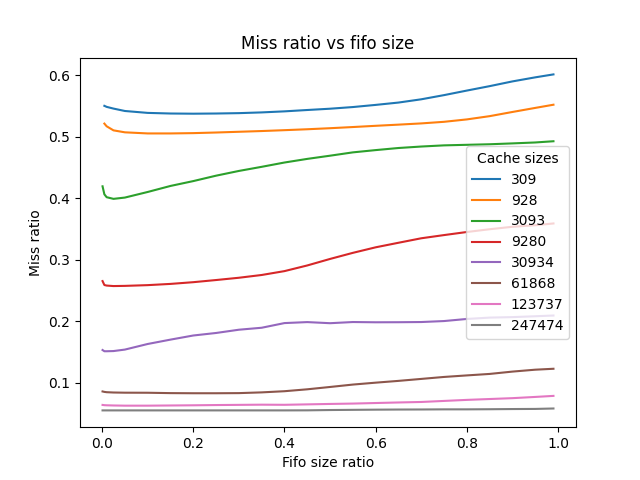 Miss ratio vs fifo size
Miss ratio
0.6
0.5
0.4
0.3
0.2
0.1
Cache sizes
309
928
3093
9280
30934
61868
123737
247474
0.0 0.2 0.4 0.6 0.8 1.0
Fifo size ratio